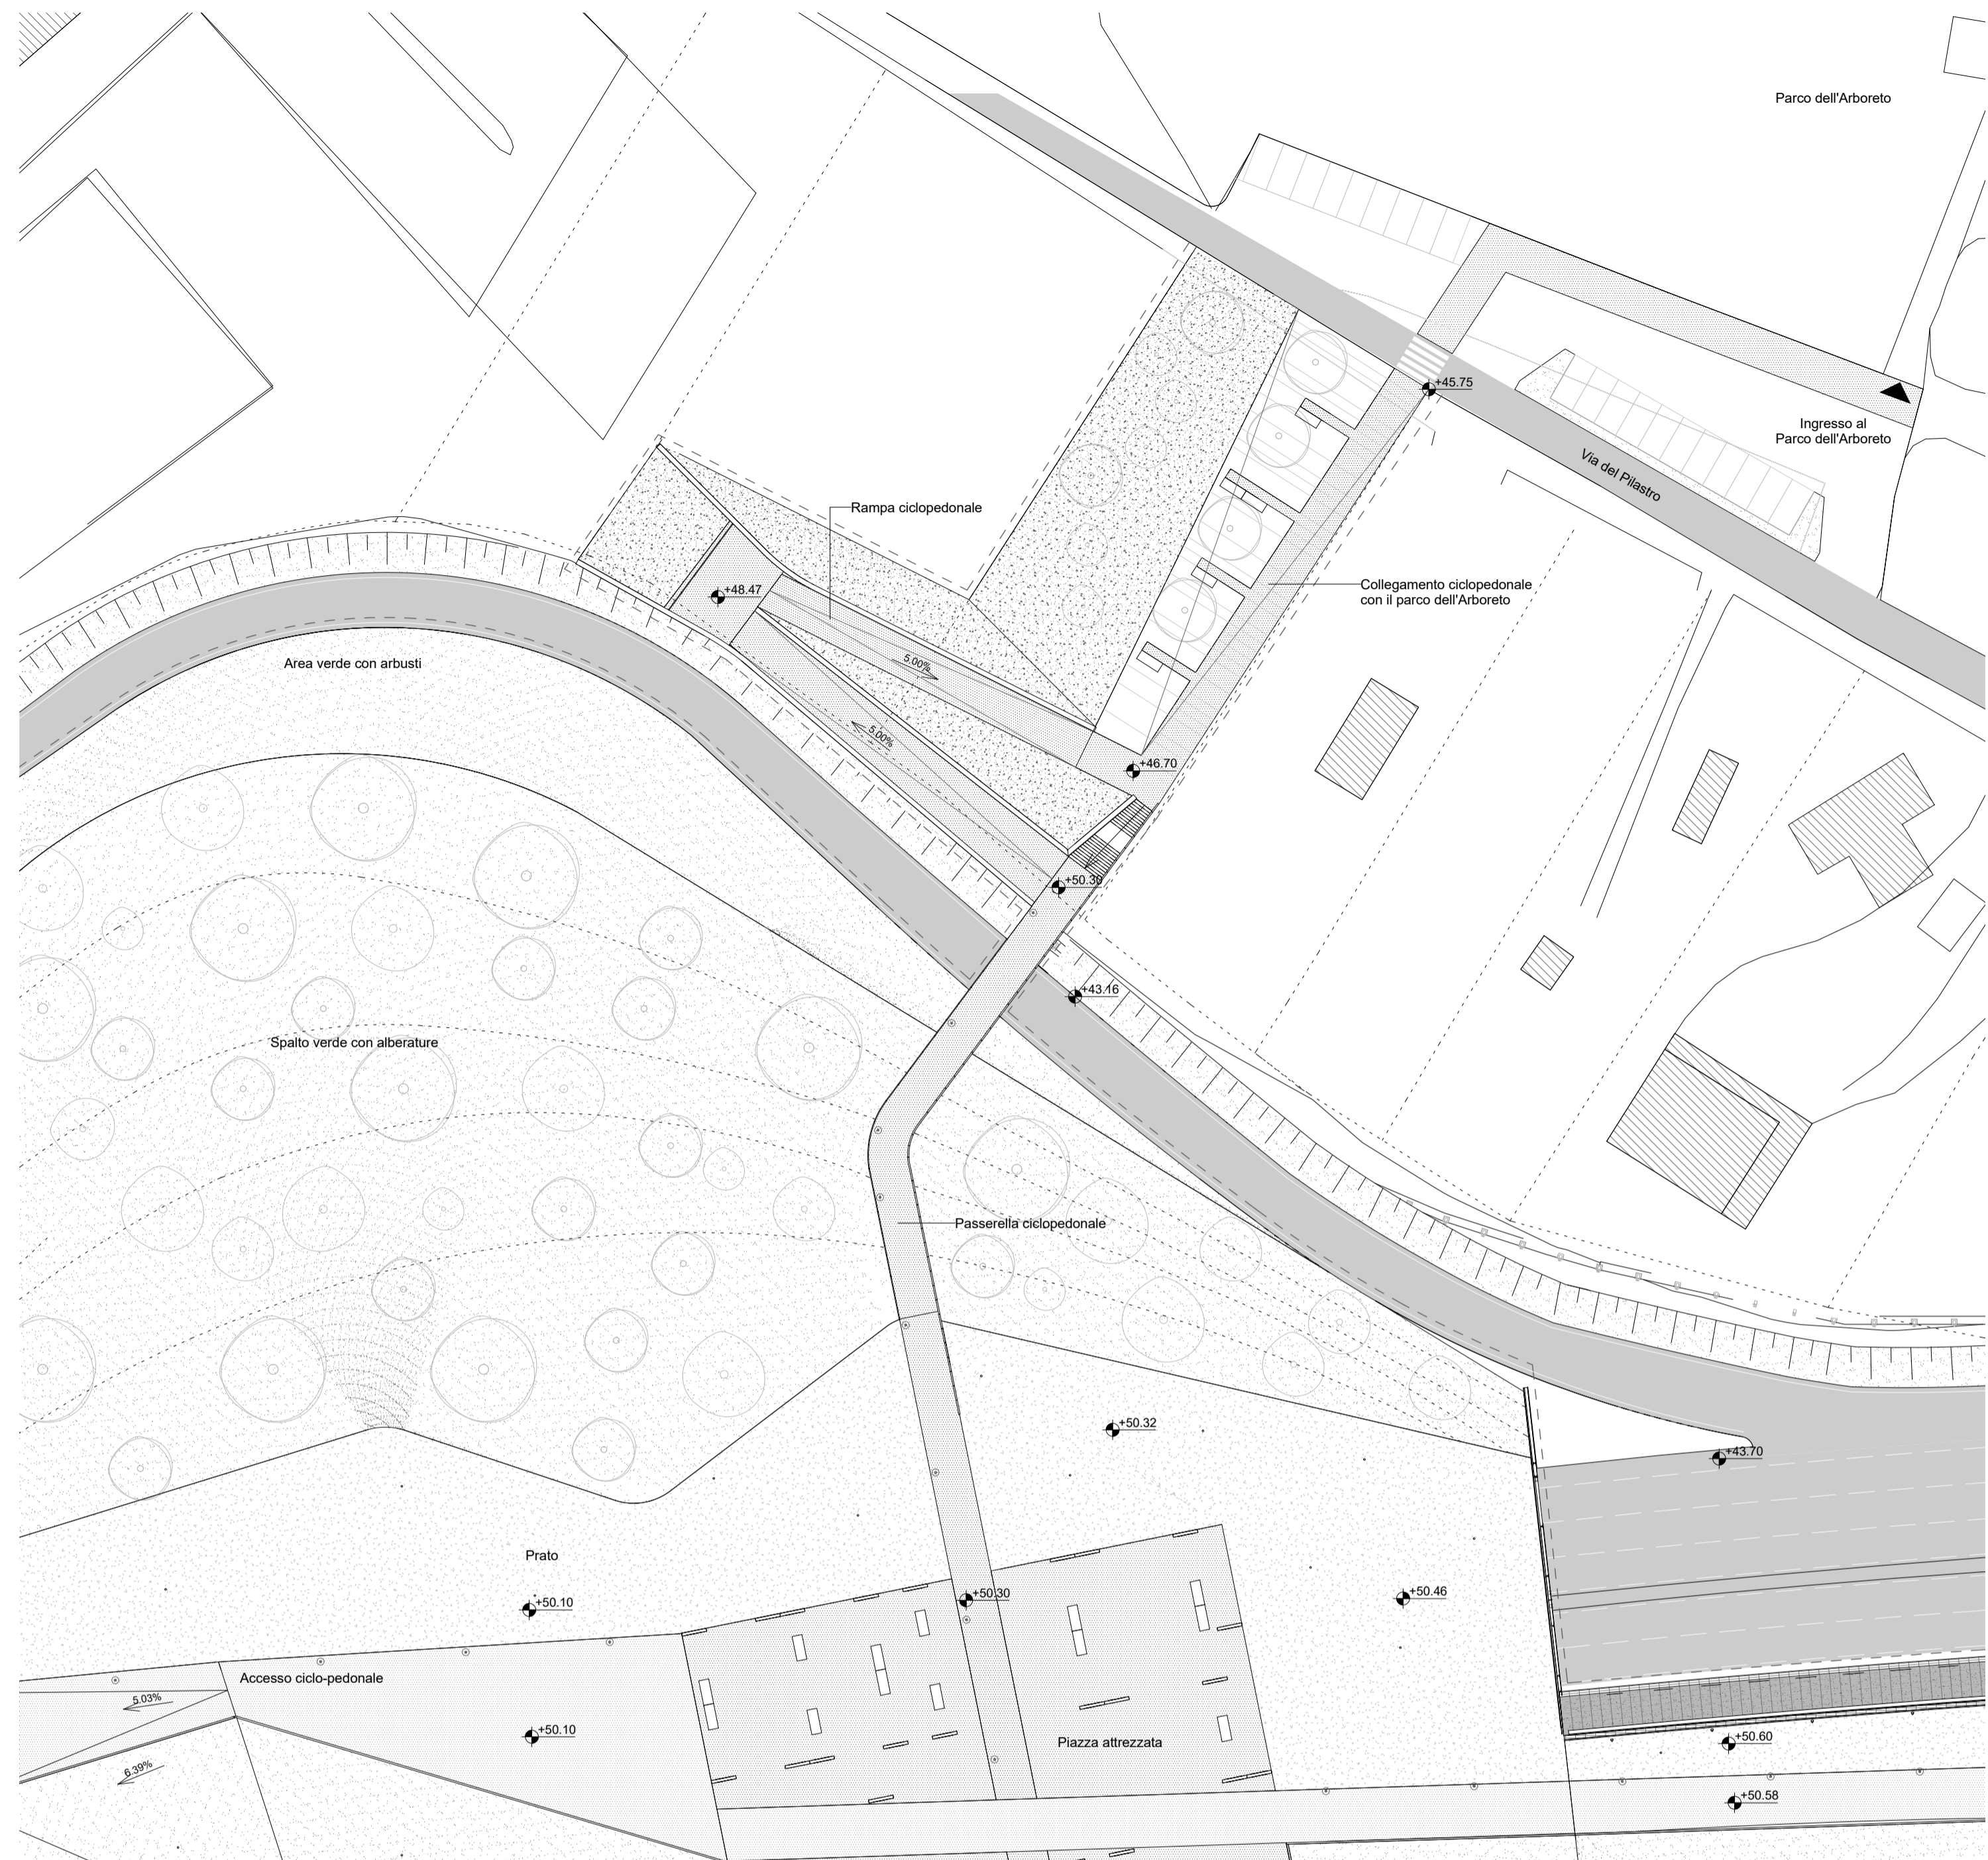 Parco dell'Arboreto
+45.75
Ingresso al
Parco dell'Arboreto
Via del Pilastro
Rampa ciclopedonale
Collegamento ciclopedonale
con il parco dell'Arboreto
+48.47
Area verde con arbusti
5.00%
5.00%
+46.70
+50.30
+43.16
Spalto verde con alberature
Passerella ciclopedonale
+50.32
+43.70
Prato
+50.10
+50.30
+50.46
Accesso ciclo-pedonale
5.03%
+50.10
Piazza attrezzata
+50.60
6.39%
+50.58